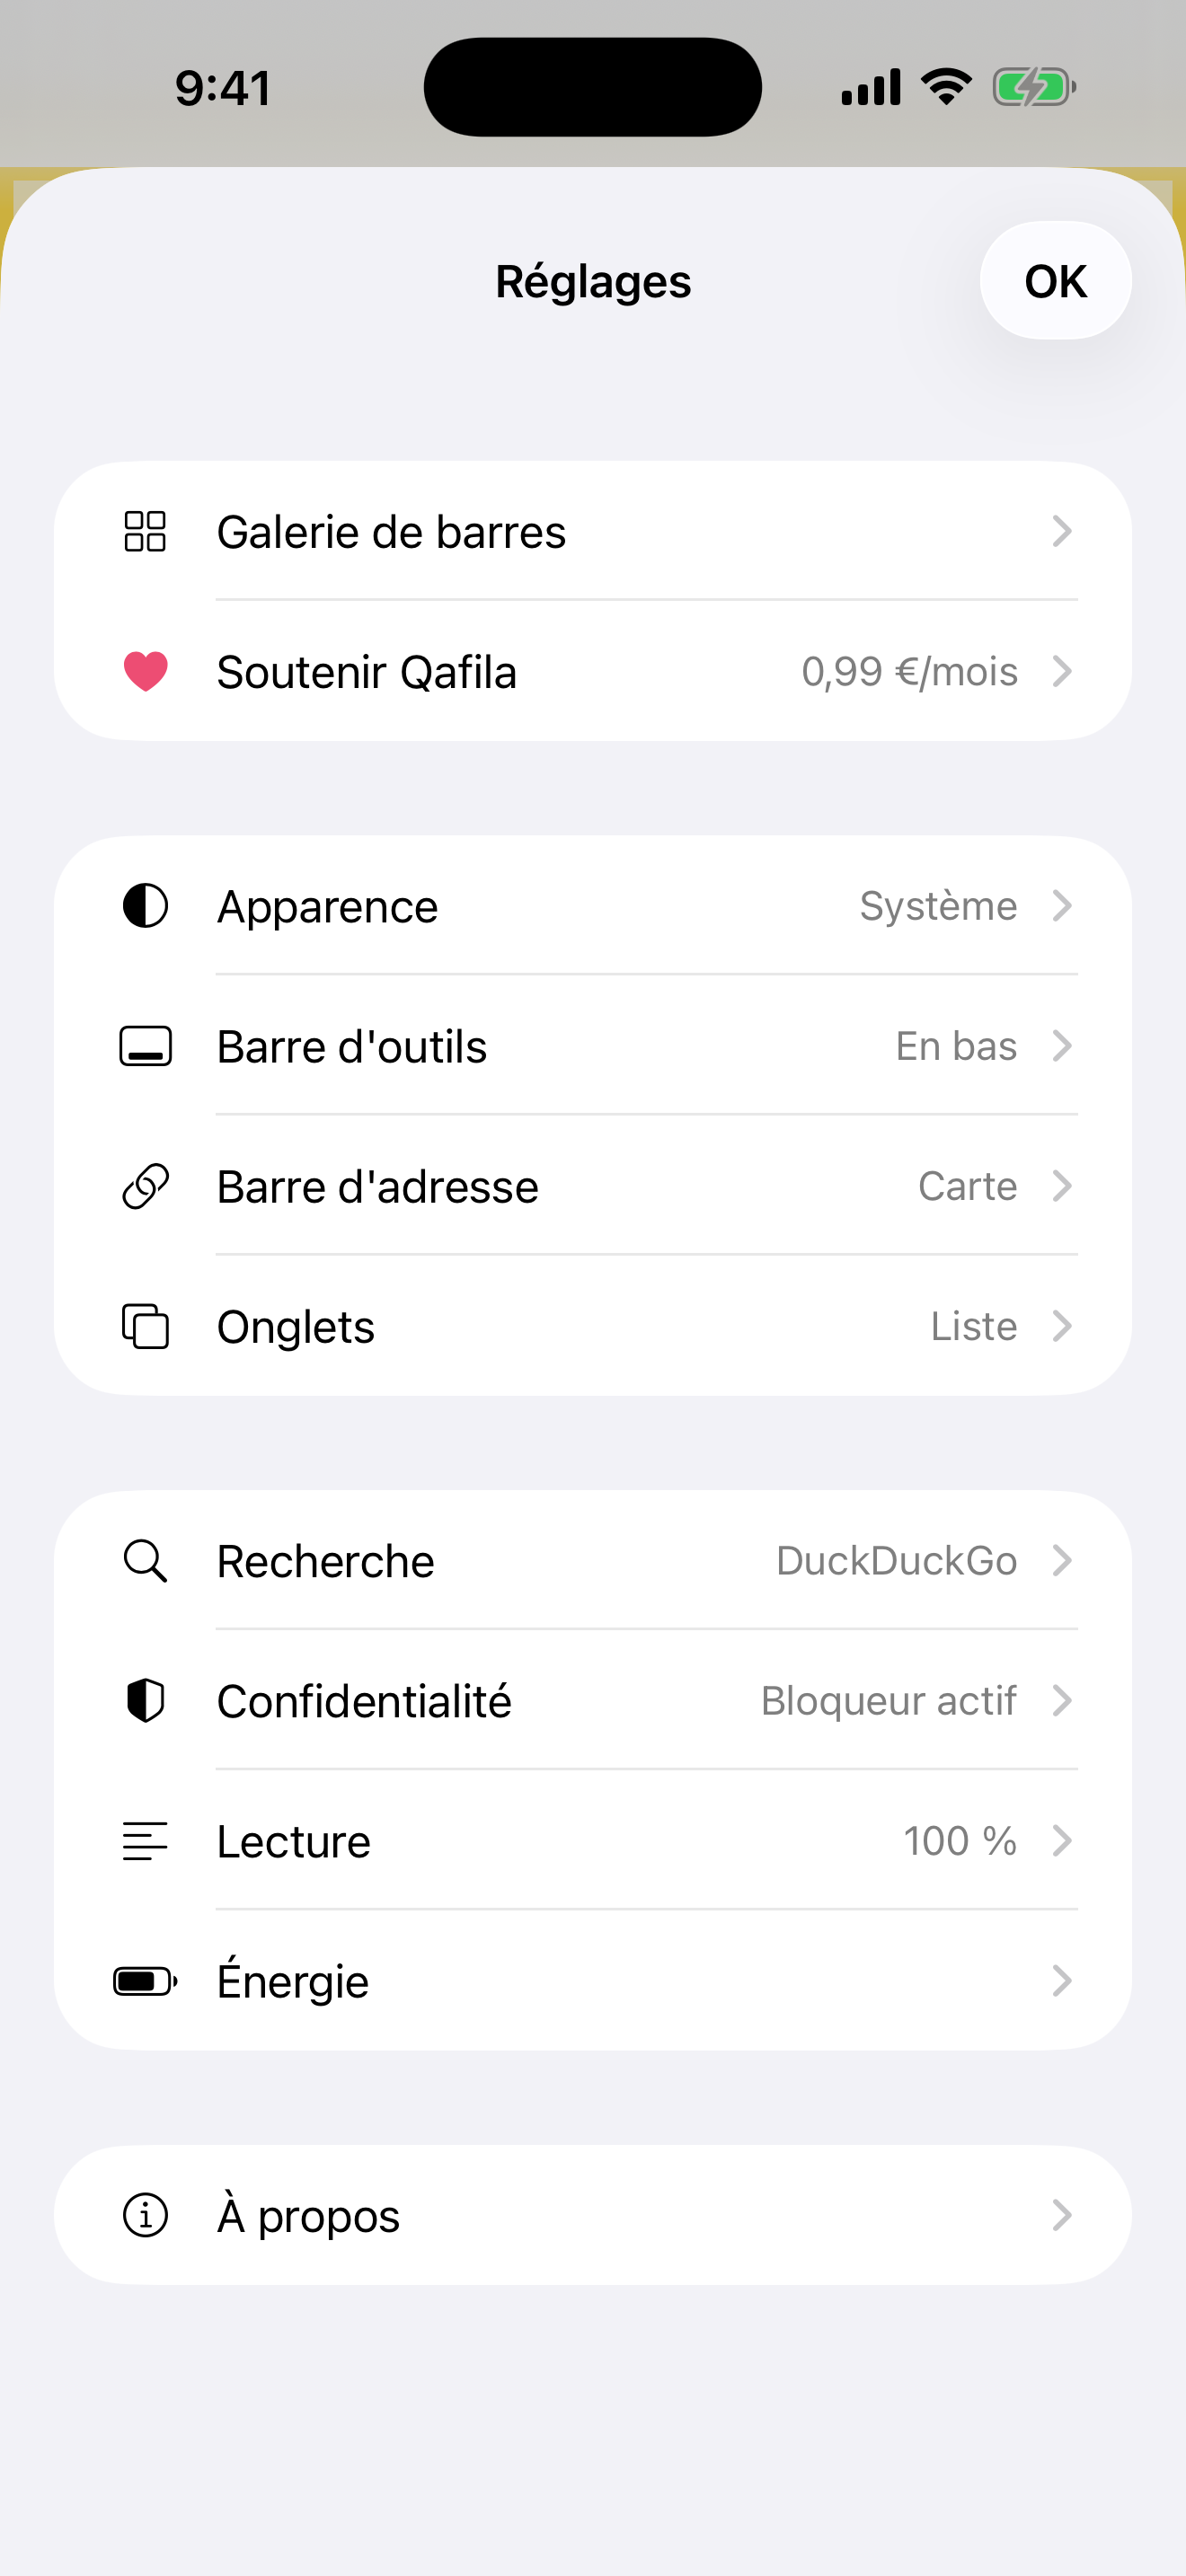 9:41
Réglages
OK
Galerie de barres
Soutenir Qafila 0,99 €/mois
Apparence Système
Barre d'outils En bas
Barre d'adresse Carte
Onglets Liste
Recherche DuckDuckGo
Confidentialité Bloqueur actif
Lecture 100 %
Énergie
À propos